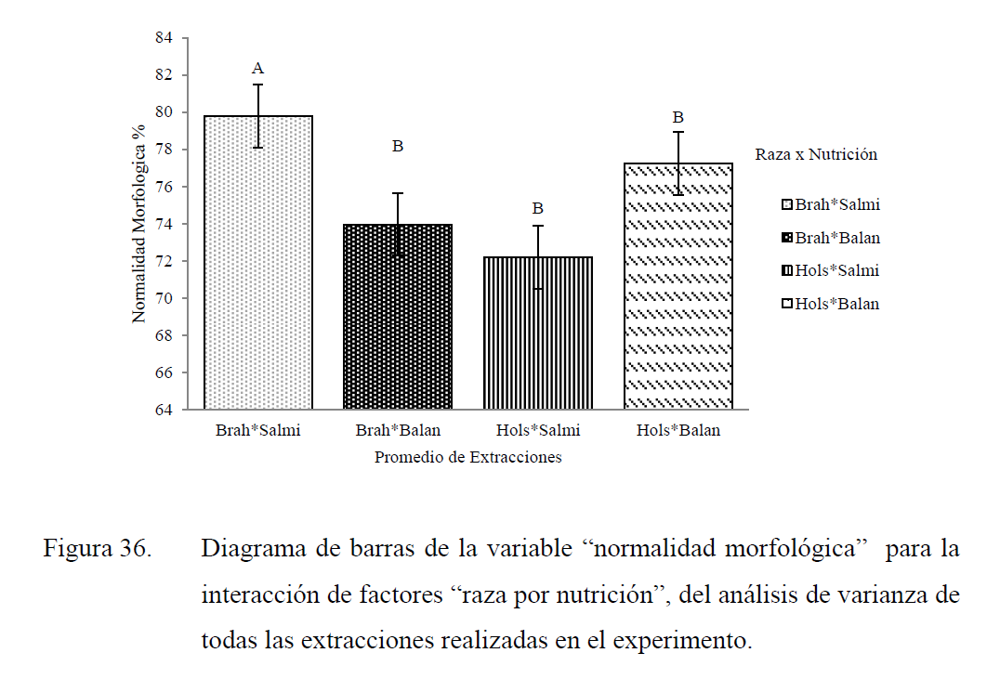 84
82
80
78
76
74
72
70
68
66
64
Normalidad Morfologica %
A
B
B
B
Brah*Salmi
Brah*Balan
Hols*Salmi
Hols*Balan
Promedio de Extracciones
Raza x Nutrición
Brah*Salmi
Brah*Balan
Hols*Salmi
Hols*Balan
Figura 36. Diagrama de barras de la variable “normalidad morfológica” para la
interacción de factores “raza por nutrición”, del análisis de varianza de
todas las extracciones realizadas en el experimento.